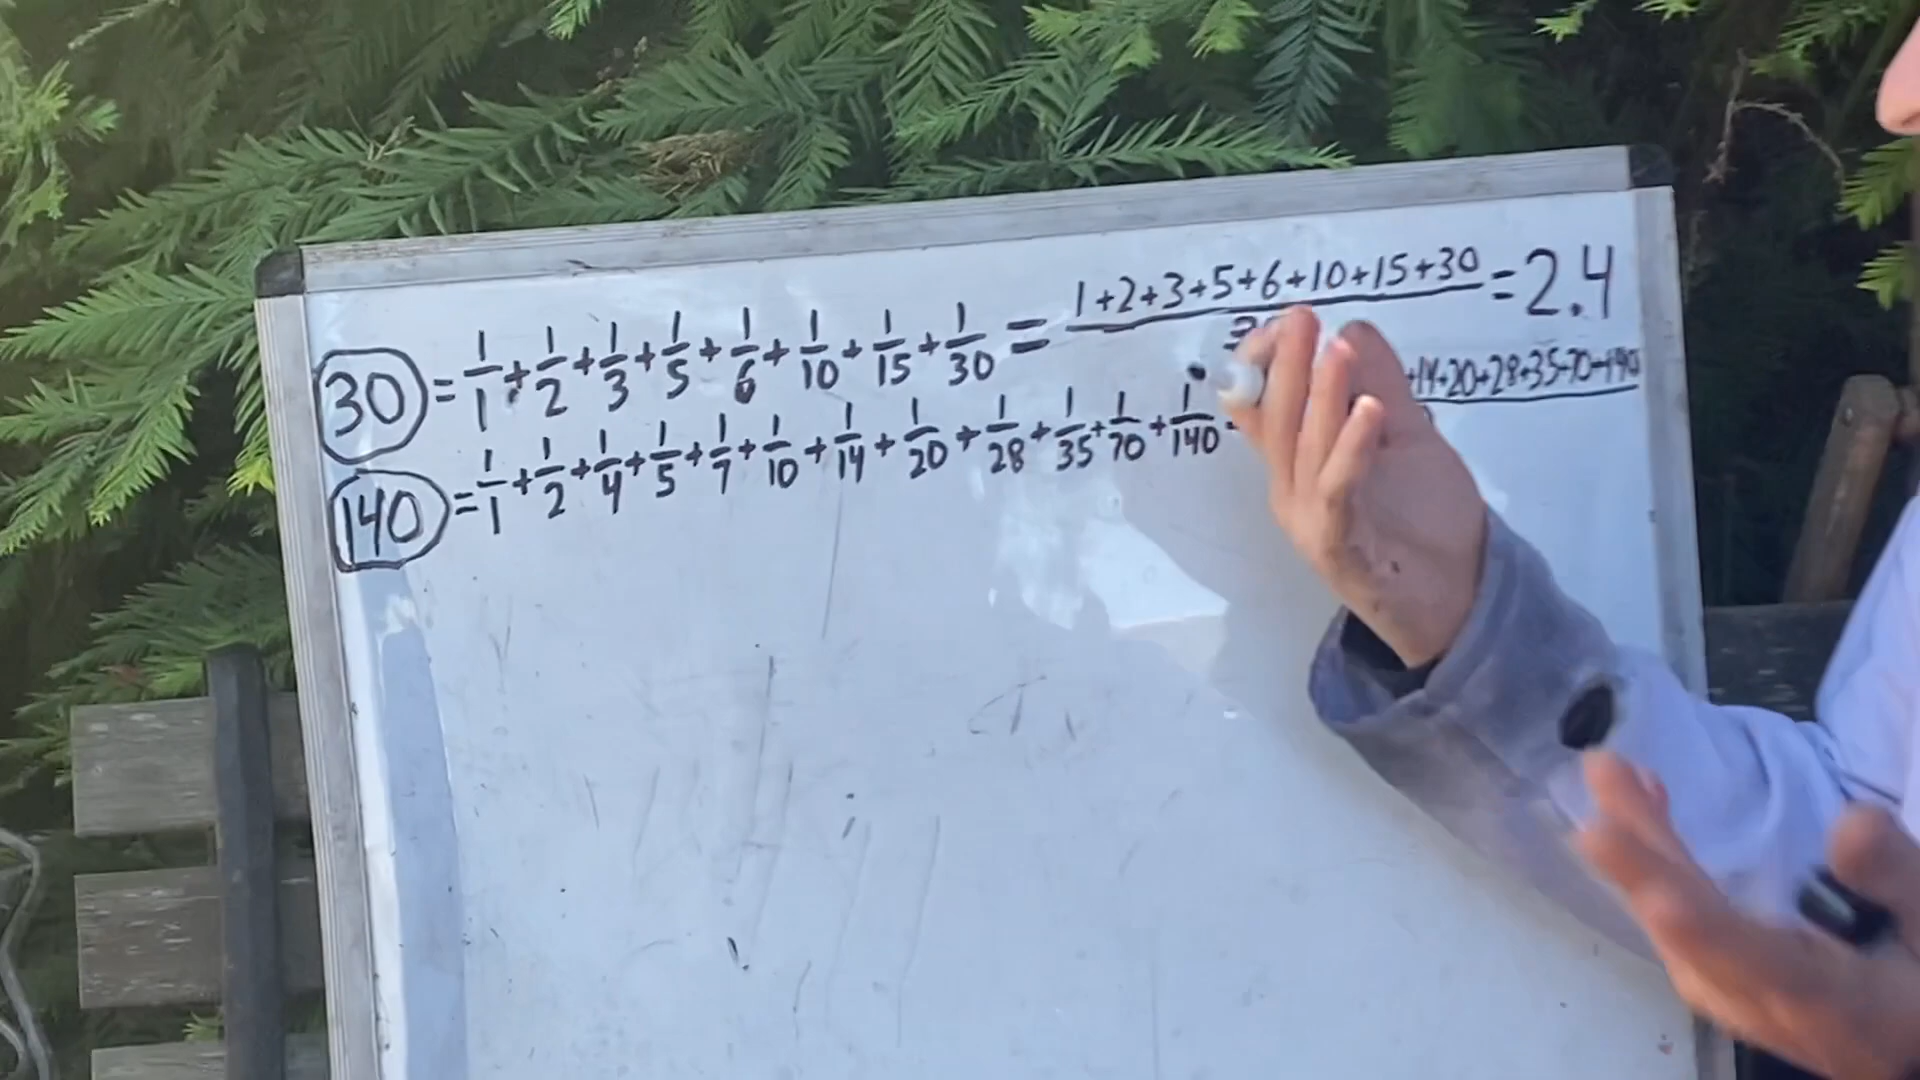 30 = 1/1 + 1/2 + 1/3 + 1/5 + 1/6 + 1/10 + 1/15 + 1/30 = 1+2+3+5+6+10+15+30 = 2.4
140 = 1/1 + 1/2 + 1/4 + 1/5 + 1/7 + 1/10 + 1/14 + 1/20 + 1/28 + 1/35 + 1/70 + 1/140 +14+20+28+35+70+140